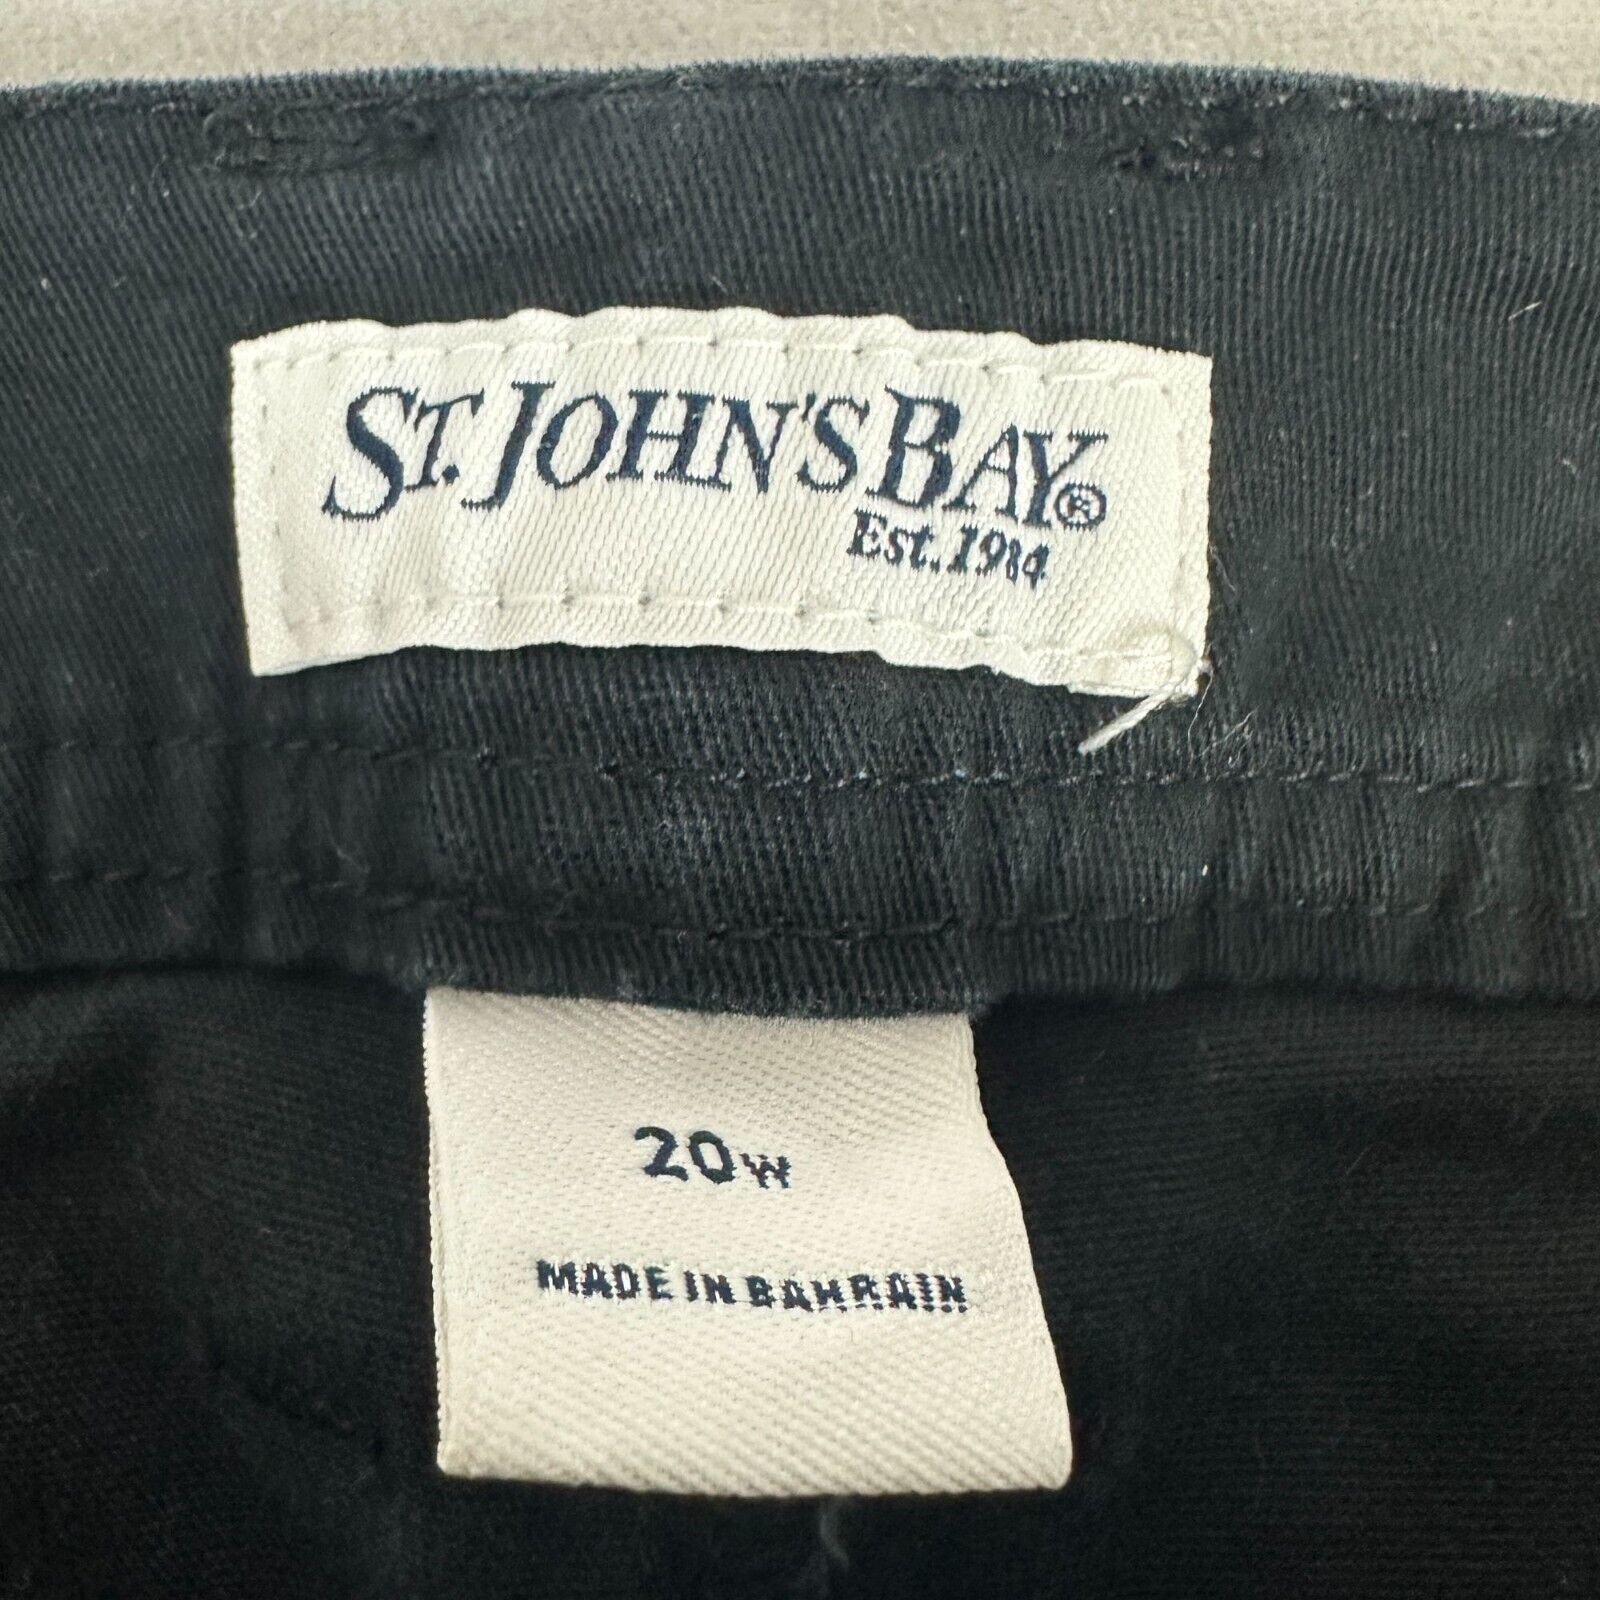 ST. JOHN'S BAY®
Est. 1984
20W
MADE IN BAHRAIN